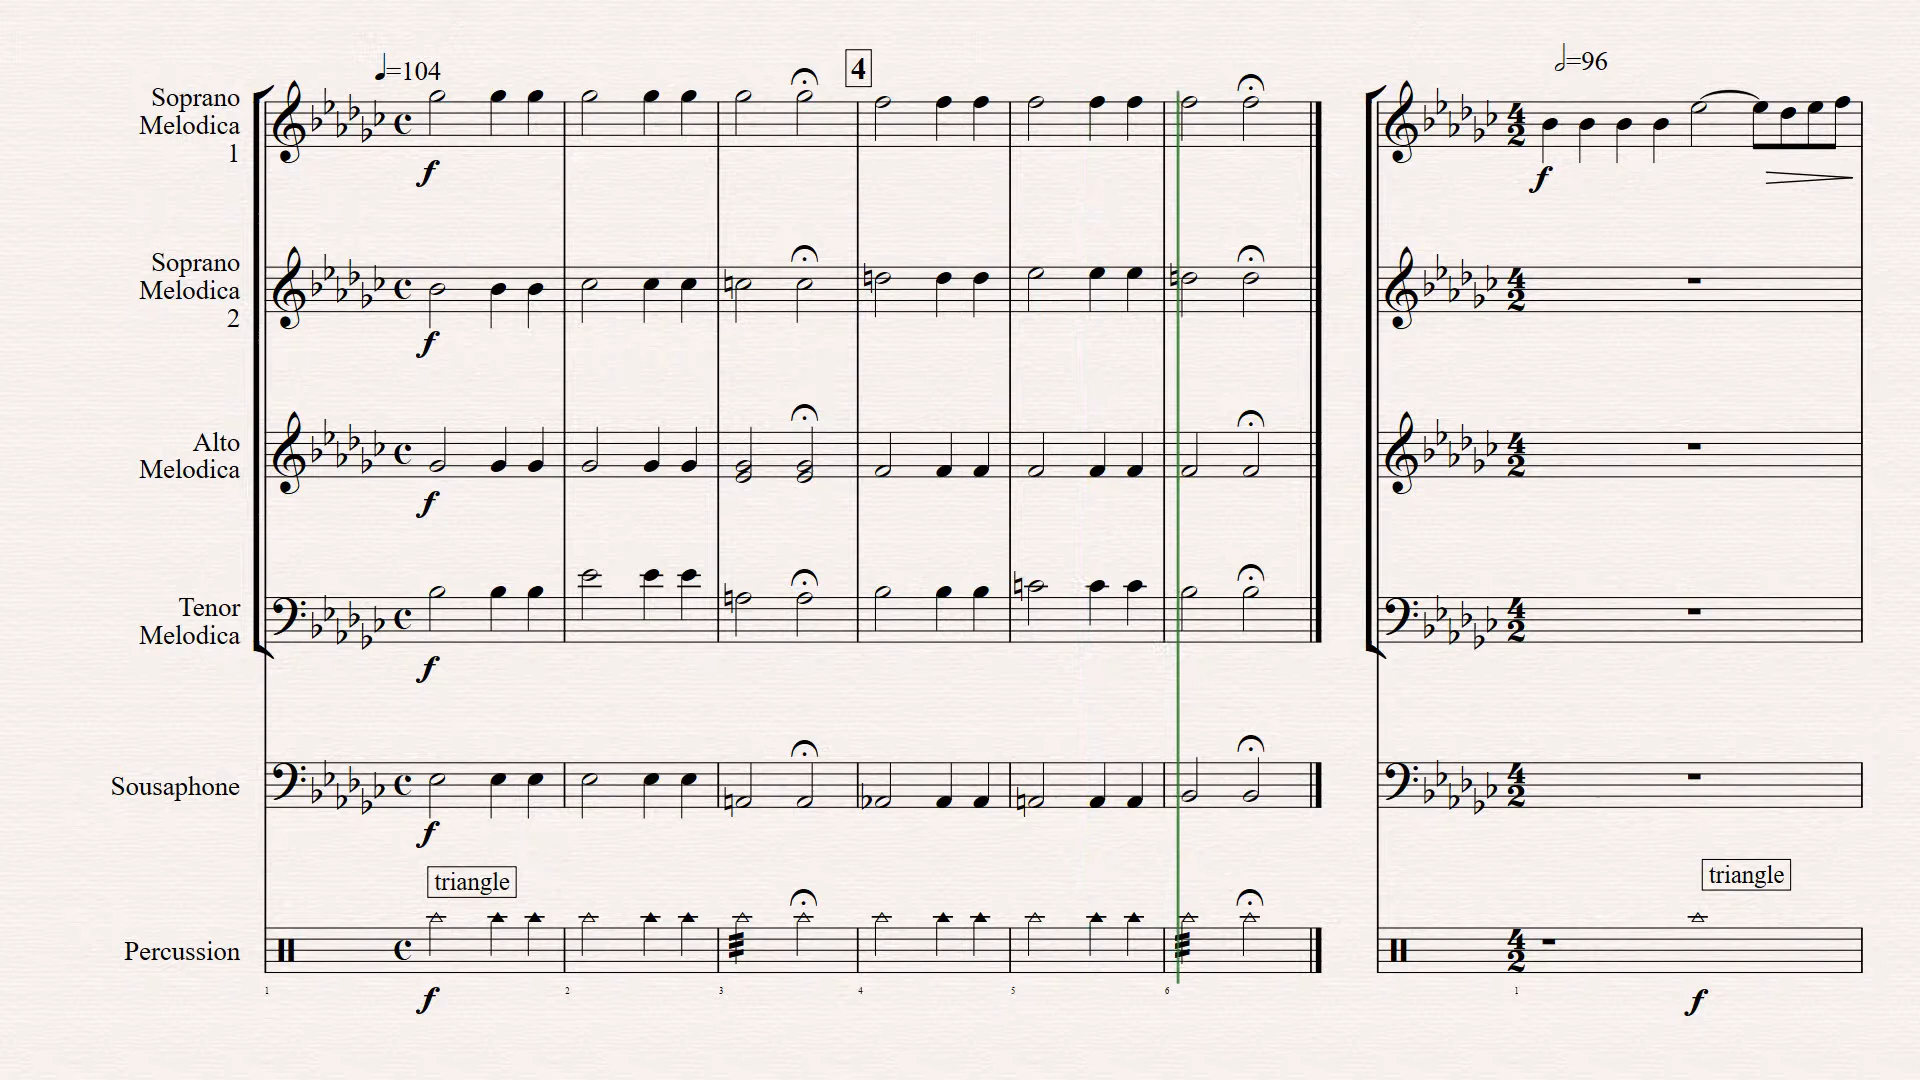 ♩=104
4
𝅗𝅥=96
Soprano
Melodica
1
f
f
Soprano
Melodica
2
f
Alto
Melodica
f
Tenor
Melodica
f
Sousaphone
f
triangle
triangle
Percussion
1 2 3 4 5 6 1
f
f